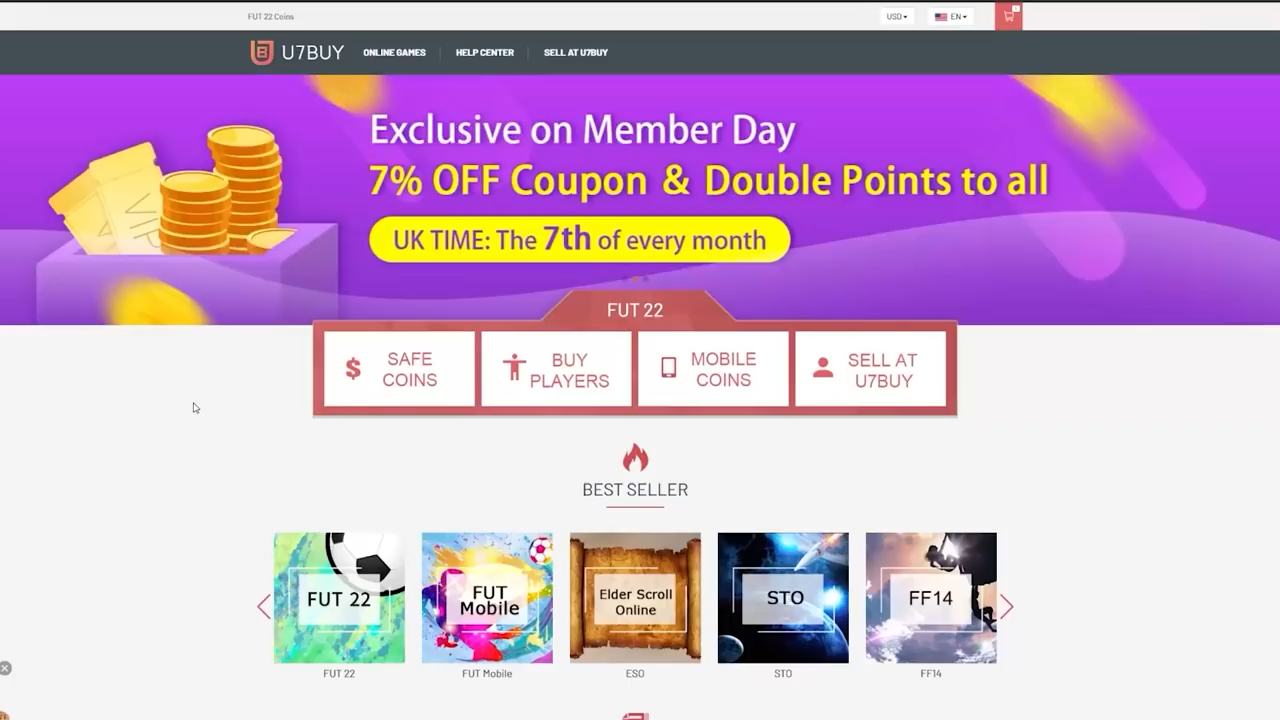 FUT 22 Coins
USD
EN
1
U7BUY
ONLINE GAMES
HELP CENTER
SELL AT U7BUY
Exclusive on Member Day
7% OFF Coupon & Double Points to all
UK TIME: The 7th of every month
VIP
FUT 22
SAFE
COINS
BUY
PLAYERS
MOBILE
COINS
SELL AT
U7BUY
BEST SELLER
FUT 22
FUT
Mobile
Elder Scroll
Online
STO
FF14
FUT 22
FUT Mobile
ESO
STO
FF14